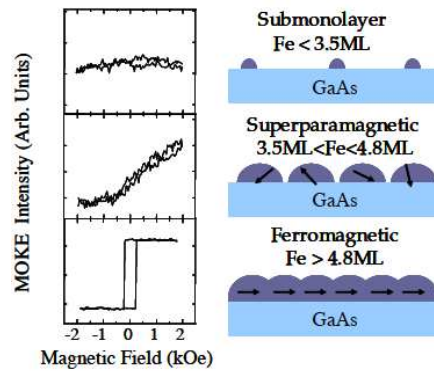 MOKE Intensity (Arb. Units)
-2 -1 0 1 2
Magnetic Field (kOe)
Submonolayer
Fe < 3.5ML
GaAs
Superparamagnetic
3.5ML<Fe<4.8ML
GaAs
Ferromagnetic
Fe > 4.8ML
GaAs